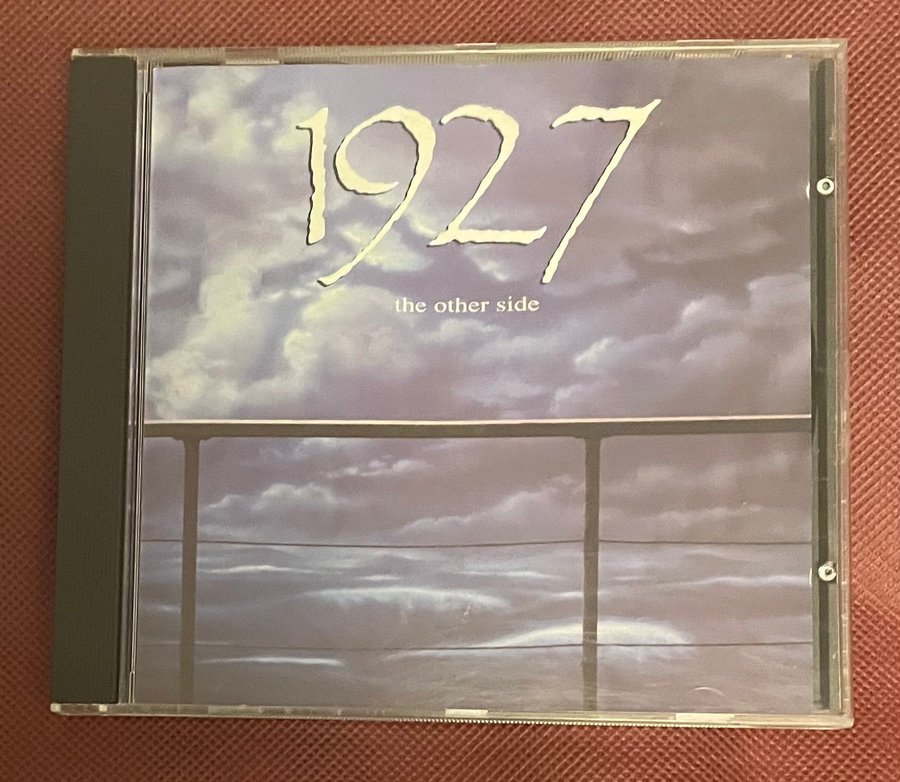 1927
the other side